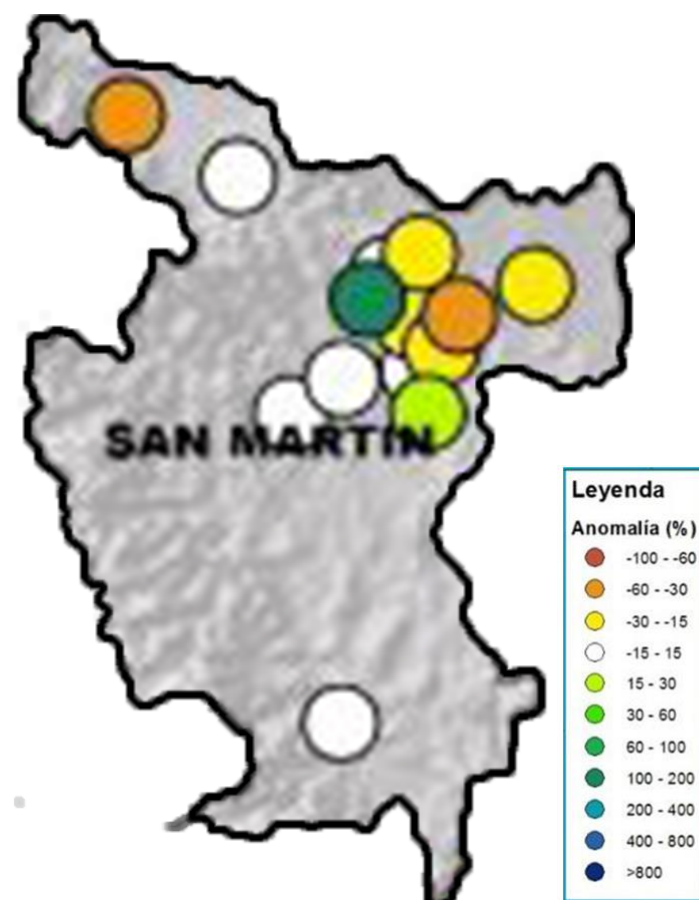 SAN MARTIN
Leyenda
Anomalía (%)
-100 - -60
-60 - -30
-30 - -15
-15 - 15
15 - 30
30 - 60
60 - 100
100 - 200
200 - 400
400 - 800
>800